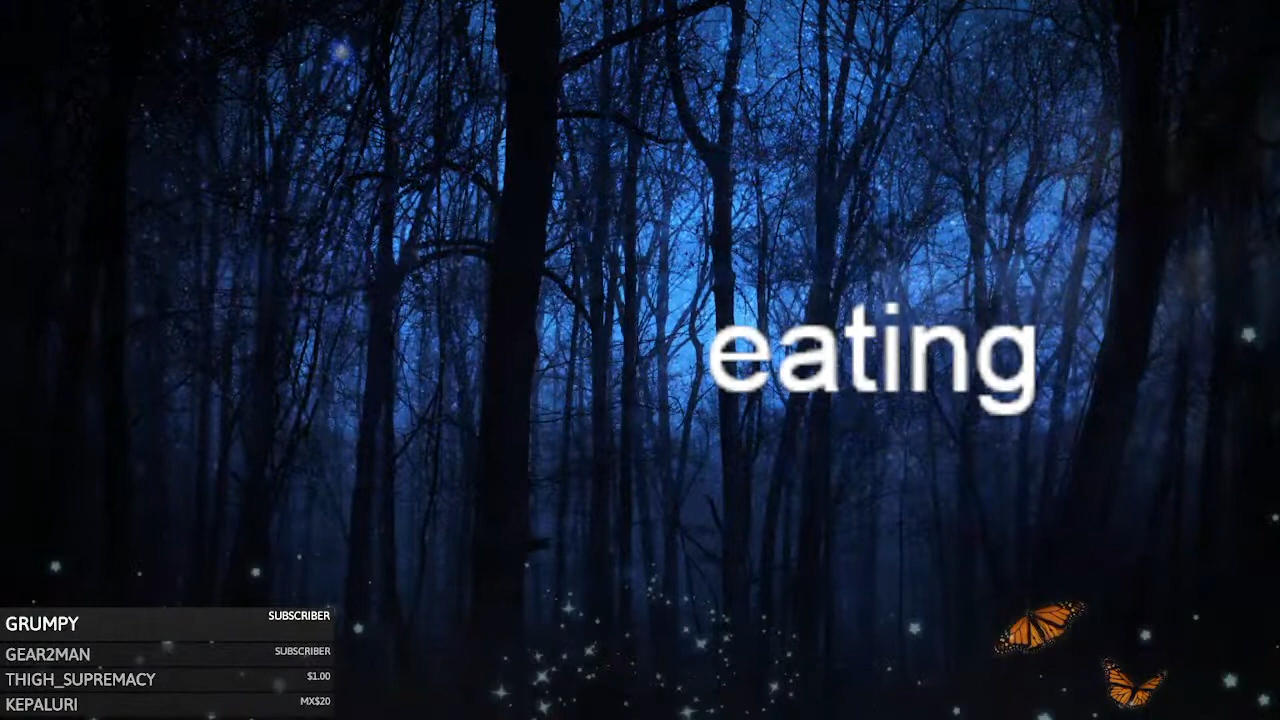 eating
GRUMPY SUBSCRIBER
GEAR2MAN SUBSCRIBER
THIGH_SUPREMACY $1.00
KEPALURI MX$20